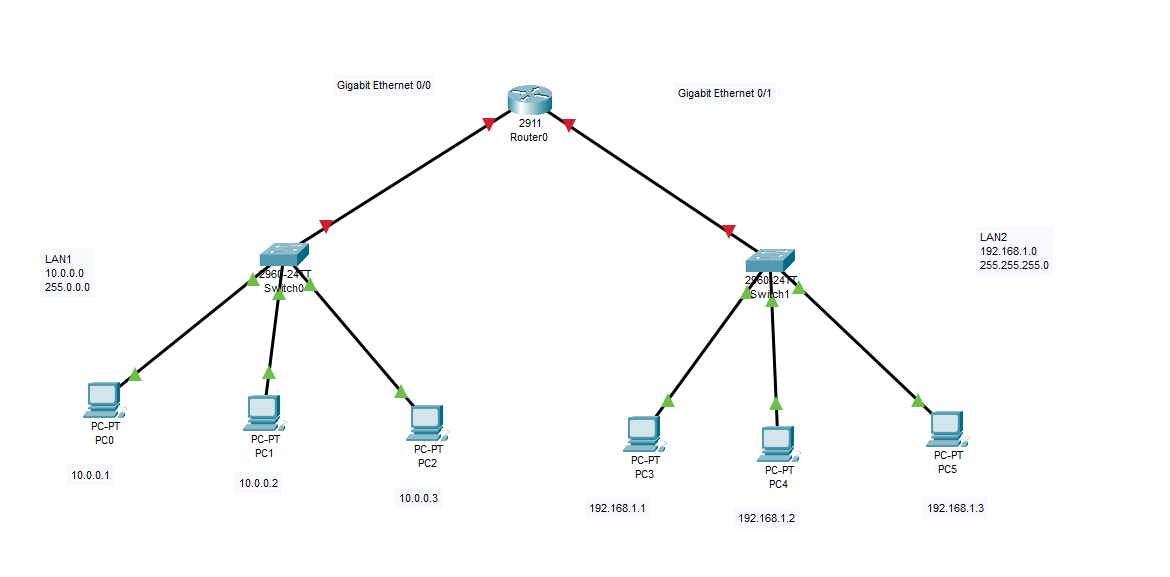 Gigabit Ethernet 0/0
Gigabit Ethernet 0/1
2911
Router0
LAN1
10.0.0.0
255.0.0.0
2960-24TT
Switch0
2960-24TT
Switch1
LAN2
192.168.1.0
255.255.255.0
PC-PT
PC0
PC-PT
PC1
PC-PT
PC2
PC-PT
PC3
PC-PT
PC4
PC-PT
PC5
10.0.0.1
10.0.0.2
10.0.0.3
192.168.1.1
192.168.1.2
192.168.1.3